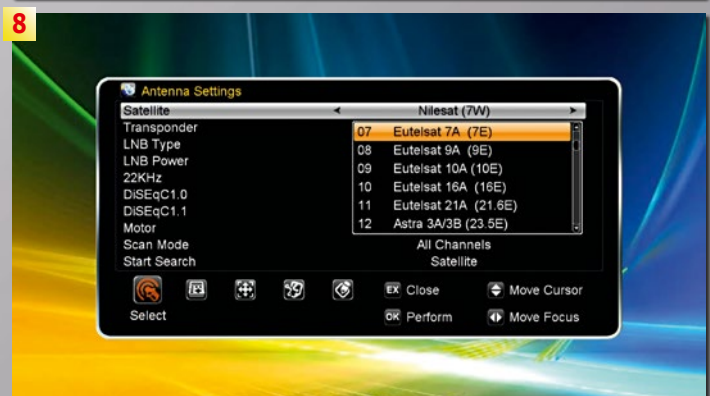 8
Antenna Settings
Satellite Nilesat (7W)
Transponder
LNB Type
LNB Power
22KHz
DiSEqC1.0
DiSEqC1.1
Motor
07 Eutelsat 7A (7E)
08 Eutelsat 9A (9E)
09 Eutelsat 10A (10E)
10 Eutelsat 16A (16E)
11 Eutelsat 21A (21.6E)
12 Astra 3A/3B (23.5E)
Scan Mode All Channels
Start Search Satellite
EX Close Move Cursor
Select OK Perform Move Focus